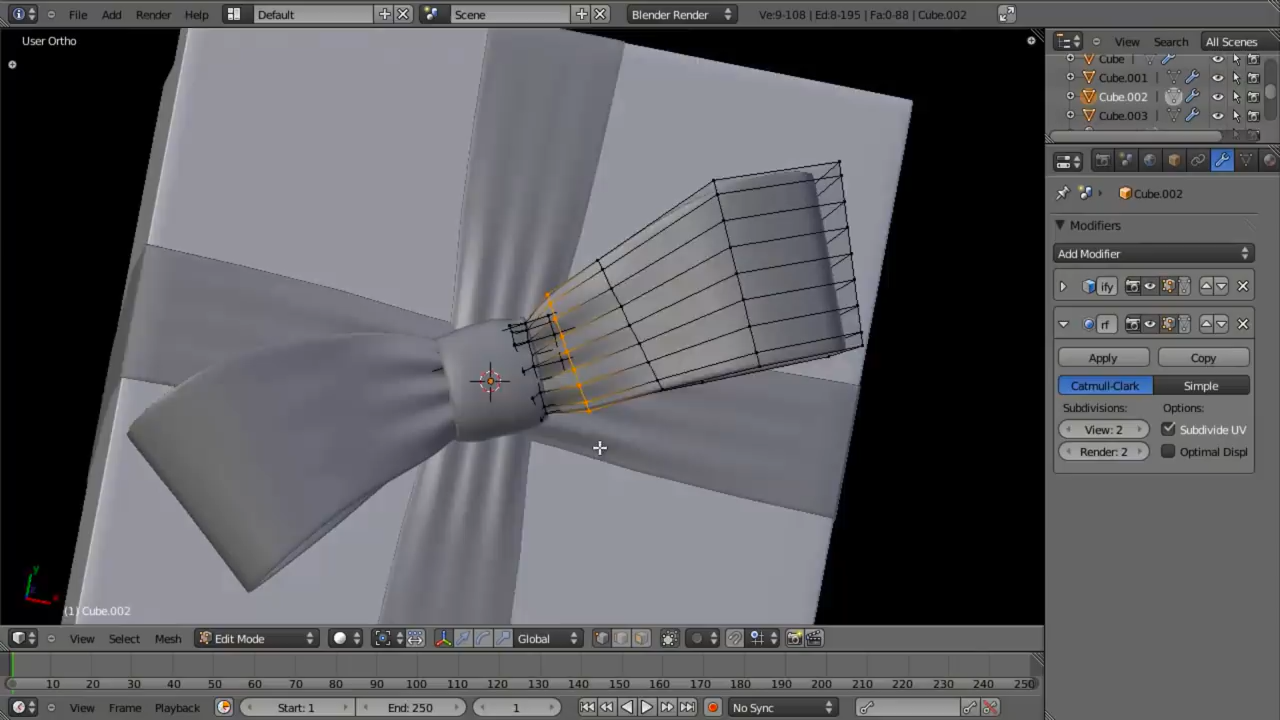 File Add Render Help Default Scene Blender Render Ve:9-108 | Ed:8-195 | Fa:0-88 | Cube.002
User Ortho
View Search All Scenes
Cube
Cube.001
Cube.002
Cube.003
Cube.002
Modifiers
Add Modifier
ify
rf
Apply Copy
Catmull-Clark Simple
Subdivisions: Options:
View: 2 Subdivide UV
Render: 2 Optimal Displ
y
x
(1) Cube.002
View Select Mesh Edit Mode Global
10 20 30 40 50 60 70 80 90 100 110 120 130 140 150 160 170 180 190 200 210 220 230 240 250
View Frame Playback Start: 1 End: 250 1 No Sync